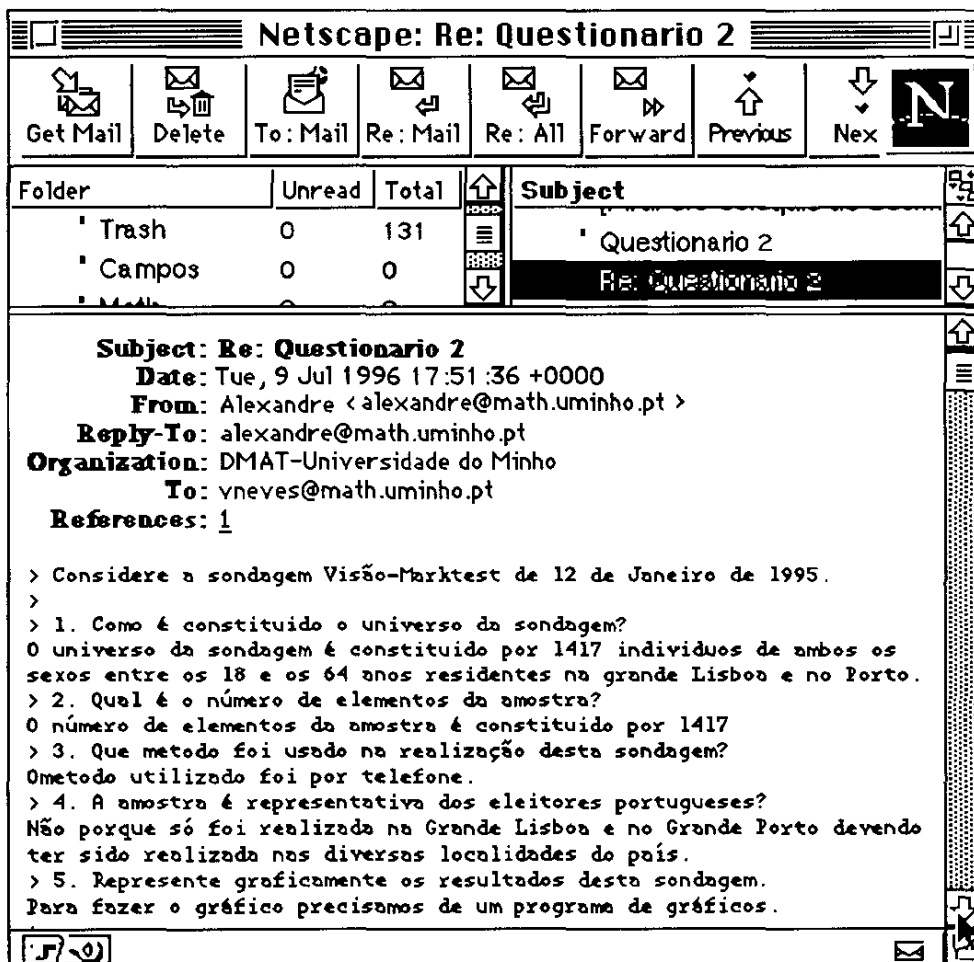 Netscape: Re: Questionario 2
Get Mail Delete To: Mail Re: Mail Re: All Forward Previous Nex N
Folder Unread Total Subject
Trash 0 131
Questionario 2
Campos 0 0
Re: Questionario 2
Subject: Re: Questionario 2
Date: Tue, 9 Jul 1996 17:51:36 +0000
From: Alexandre <alexandre@math.uminho.pt>
Reply-To: alexandre@math.uminho.pt
Organization: DMAT-Universidade do Minho
To: vneves@math.uminho.pt
References: 1
> Considere a sondagem Visão-Marktest de 12 de Janeiro de 1995.
>
> 1. Como é constituido o universo da sondagem?
O universo da sondagem é constituido por 1417 individuos de ambos os
sexos entre os 18 e os 64 anos residentes na grande Lisboa e no Porto.
> 2. Qual é o número de elementos da amostra?
O número de elementos da amostra é constituido por 1417
> 3. Que metodo foi usado na realização desta sondagem?
Ometodo utilizado foi por telefone.
> 4. A amostra é representativa dos eleitores portugueses?
Não porque só foi realizada na Grande Lisboa e no Grande Porto devendo
ter sido realizada nas diversas localidades do país.
> 5. Represente graficamente os resultados desta sondagem.
Para fazer o gráfico precisamos de um programa de gráficos.